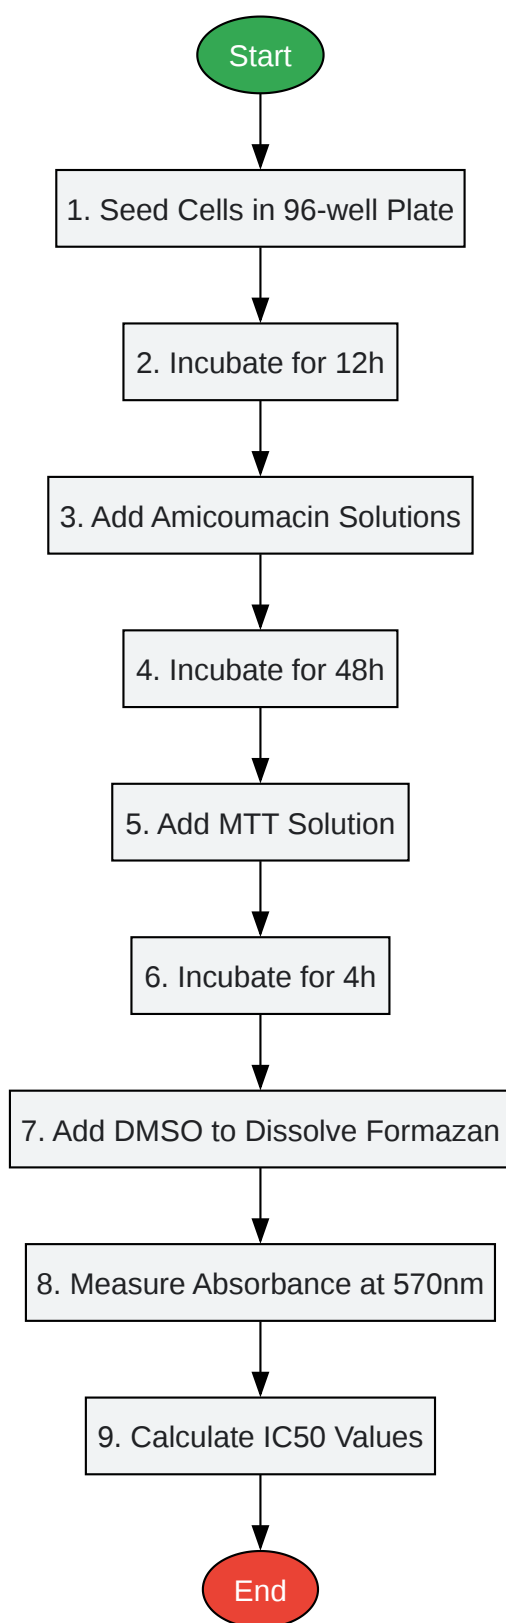 Start
1. Seed Cells in 96-well Plate
2. Incubate for 12h
3. Add Amicoumacin Solutions
4. Incubate for 48h
5. Add MTT Solution
6. Incubate for 4h
7. Add DMSO to Dissolve Formazan
8. Measure Absorbance at 570nm
9. Calculate IC50 Values
End